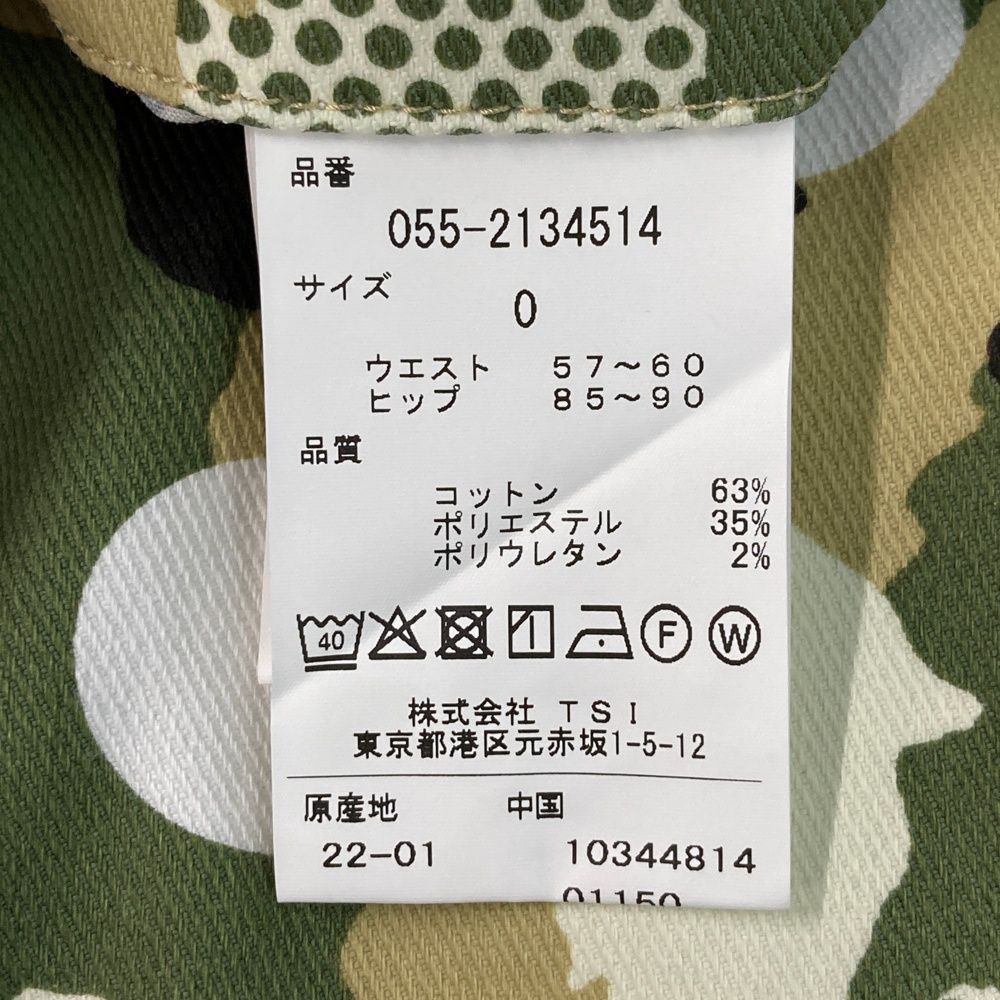 品番
055-2134514
サイズ
0
ウエスト 57～60
ヒップ 85～90
品質
コットン 63%
ポリエステル 35%
ポリウレタン 2%
40 F W
株式会社 TSI
東京都港区元赤坂1-5-12
原産地 中国
22-01 10344814
01150